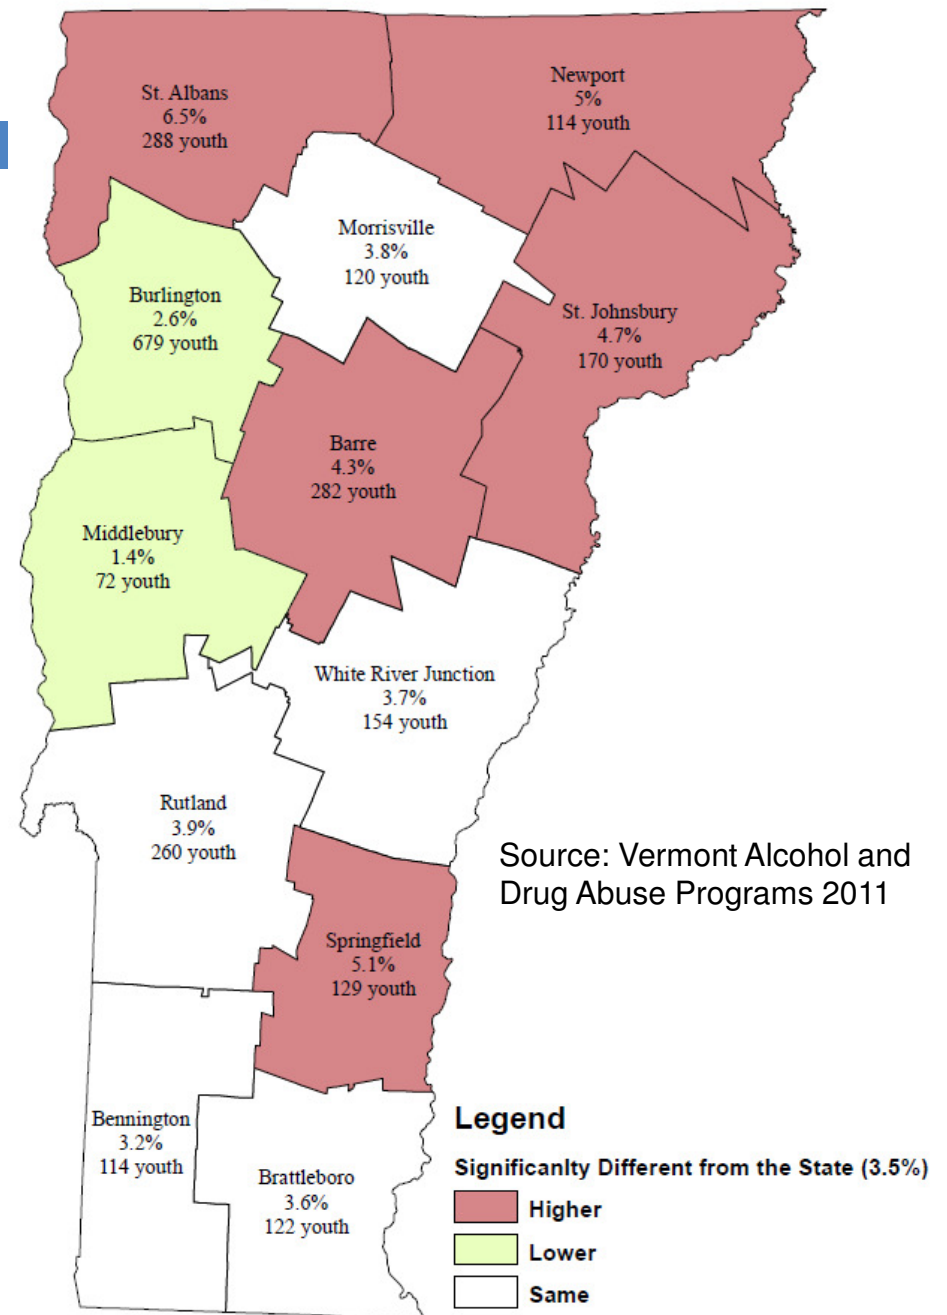 St. Albans
6.5%
288 youth
Newport
5%
114 youth
Morrisville
3.8%
120 youth
Burlington
2.6%
679 youth
St. Johnsbury
4.7%
170 youth
Barre
4.3%
282 youth
Middlebury
1.4%
72 youth
White River Junction
3.7%
154 youth
Rutland
3.9%
260 youth
Source: Vermont Alcohol and
Drug Abuse Programs 2011
Springfield
5.1%
129 youth
Bennington
3.2%
114 youth
Brattleboro
3.6%
122 youth
Legend
Significanlty Different from the State (3.5%)
Higher
Lower
Same